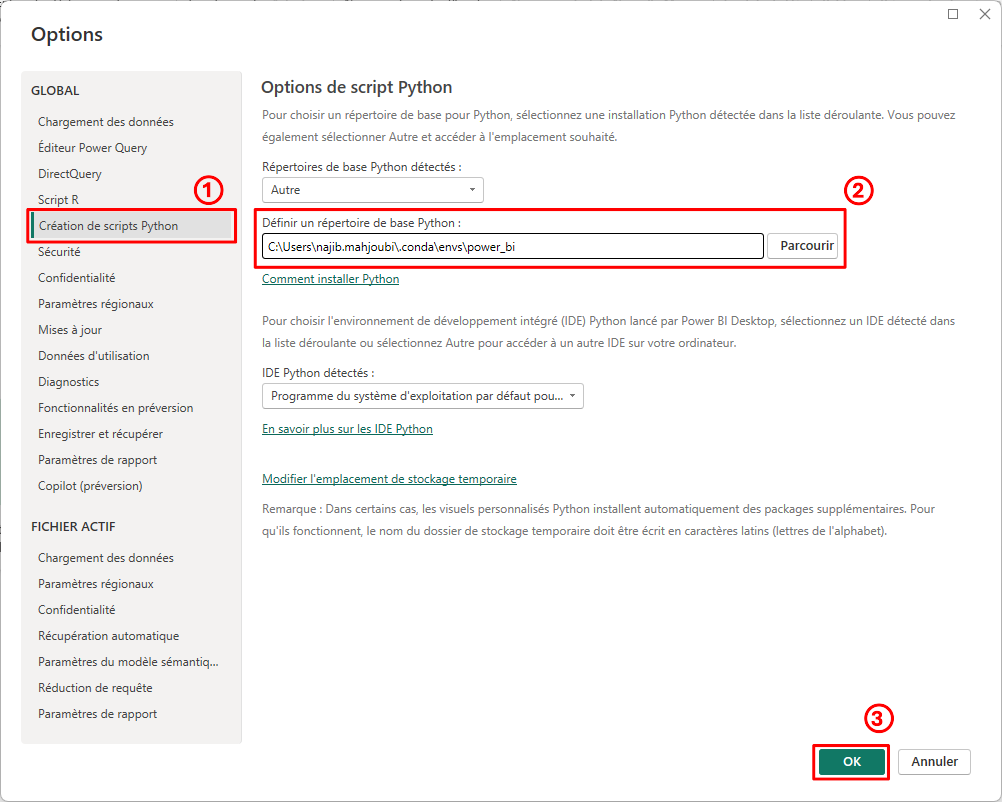 Options
GLOBAL
Chargement des données
Éditeur Power Query
DirectQuery
Script R
1
Création de scripts Python
Sécurité
Confidentialité
Paramètres régionaux
Mises à jour
Données d'utilisation
Diagnostics
Fonctionnalités en préversion
Enregistrer et récupérer
Paramètres de rapport
Copilot (préversion)
FICHIER ACTIF
Chargement des données
Paramètres régionaux
Confidentialité
Récupération automatique
Paramètres du modèle sémantiq...
Réduction de requête
Paramètres de rapport
Options de script Python
Pour choisir un répertoire de base pour Python, sélectionnez une installation Python détectée dans la liste déroulante. Vous pouvez
également sélectionner Autre et accéder à l'emplacement souhaité.
Répertoires de base Python détectés :
Autre
2
Définir un répertoire de base Python :
C:\Users\najib.mahjoubi\.conda\envs\power_bi
Parcourir
Comment installer Python
Pour choisir l'environnement de développement intégré (IDE) Python lancé par Power BI Desktop, sélectionnez un IDE détecté dans
la liste déroulante ou sélectionnez Autre pour accéder à un autre IDE sur votre ordinateur.
IDE Python détectés :
Programme du système d'exploitation par défaut pou...
En savoir plus sur les IDE Python
Modifier l'emplacement de stockage temporaire
Remarque : Dans certains cas, les visuels personnalisés Python installent automatiquement des packages supplémentaires. Pour
qu'ils fonctionnent, le nom du dossier de stockage temporaire doit être écrit en caractères latins (lettres de l'alphabet).
3
OK
Annuler